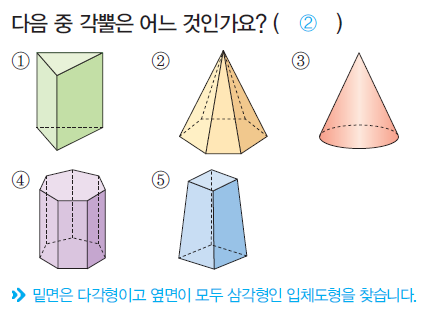 다음 중 각뿔은 어느 것인가요? ( ② )
① ② ③
④ ⑤
≫ 밑면은 다각형이고 옆면이 모두 삼각형인 입체도형을 찾습니다.